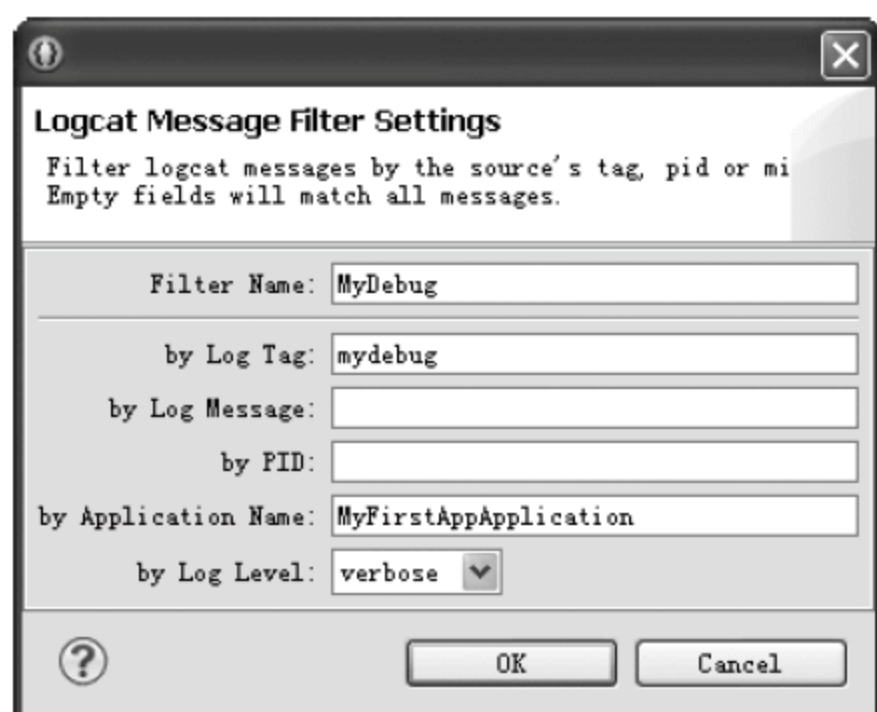 Logcat Message Filter Settings
Filter logcat messages by the source's tag, pid or mi
Empty fields will match all messages.
Filter Name: MyDebug
by Log Tag: mydebug
by Log Message:
by PID:
by Application Name: MyFirstAppApplication
by Log Level: verbose
?
OK Cancel